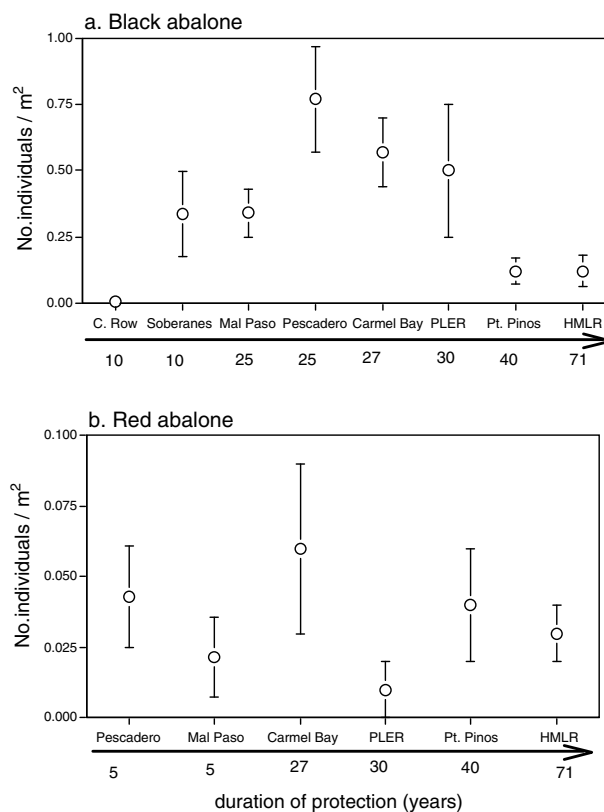 a. Black abalone
No.individuals / m²
1.00
0.75
0.50
0.25
0.00
C. Row Soberanes Mal Paso Pescadero Carmel Bay PLER Pt. Pinos HMLR
10 10 25 25 27 30 40 71
b. Red abalone
No.individuals / m²
0.100
0.075
0.050
0.025
0.000
Pescadero Mal Paso Carmel Bay PLER Pt. Pinos HMLR
5 5 27 30 40 71
duration of protection (years)